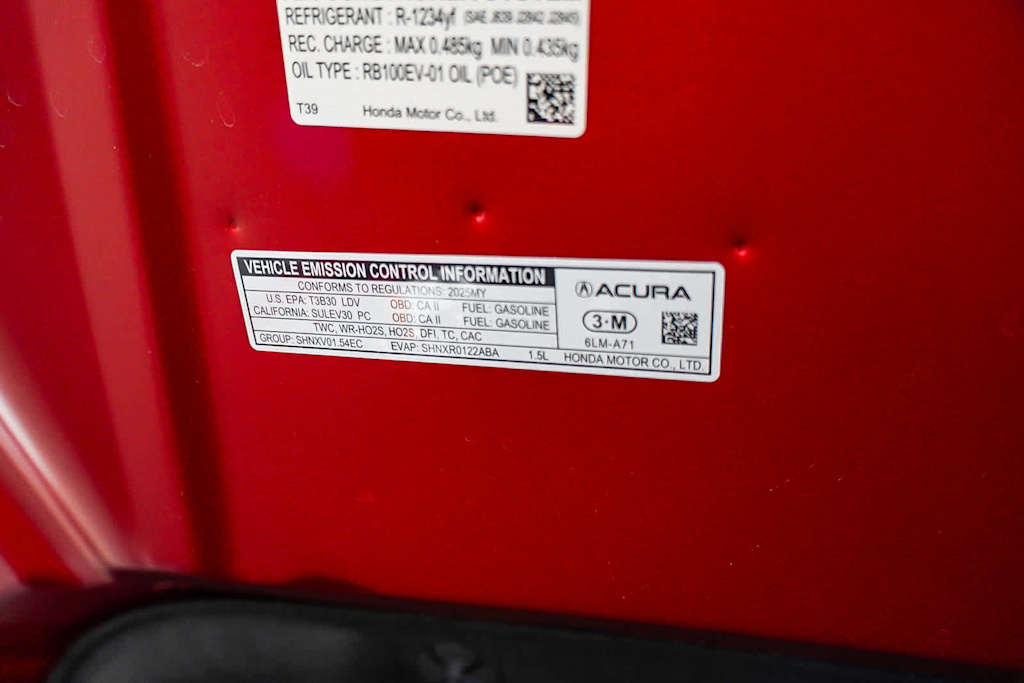 REFRIGERANT : R-1234yf (SAE J639 J2842 J2845)
REC. CHARGE : MAX 0.485kg MIN 0.435kg
OIL TYPE : RB100EV-01 OIL (POE)
T39 Honda Motor Co., Ltd.
VEHICLE EMISSION CONTROL INFORMATION
CONFORMS TO REGULATIONS: 2025MY
U.S. EPA: T3B30 LDV OBD: CA II FUEL: GASOLINE
CALIFORNIA: SULEV30 PC OBD: CA II FUEL: GASOLINE
TWC, WR-HO2S, HO2S, DFI, TC, CAC
GROUP: SHNXV01.54EC EVAP: SHNXR0122ABA 1.5L
ACURA
3·M
6LM-A71
HONDA MOTOR CO., LTD.